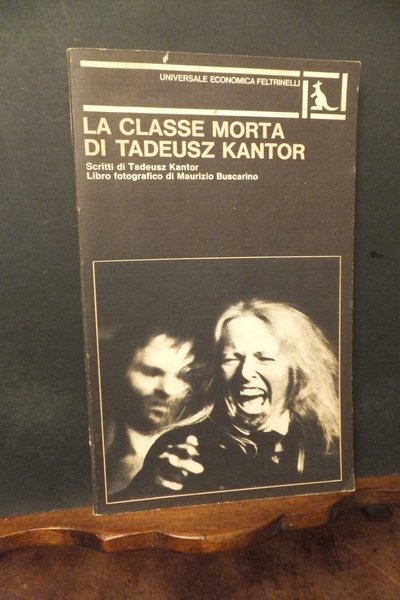 UNIVERSALE ECONOMICA FELTRINELLI
LA CLASSE MORTA
DI TADEUSZ KANTOR
Scritti di Tadeusz Kantor
Libro fotografico di Maurizio Buscarino